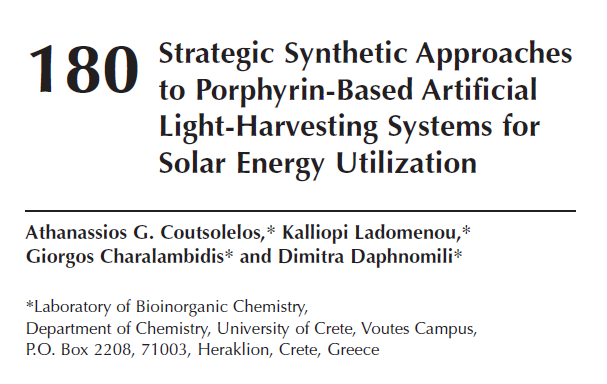 180
Strategic Synthetic Approaches
to Porphyrin-Based Artificial
Light-Harvesting Systems for
Solar Energy Utilization
Athanassios G. Coutsolelos,* Kalliopi Ladomenou,*
Giorgos Charalambidis* and Dimitra Daphnomili*
*Laboratory of Bioinorganic Chemistry,
Department of Chemistry, University of Crete, Voutes Campus,
P.O. Box 2208, 71003, Heraklion, Crete, Greece